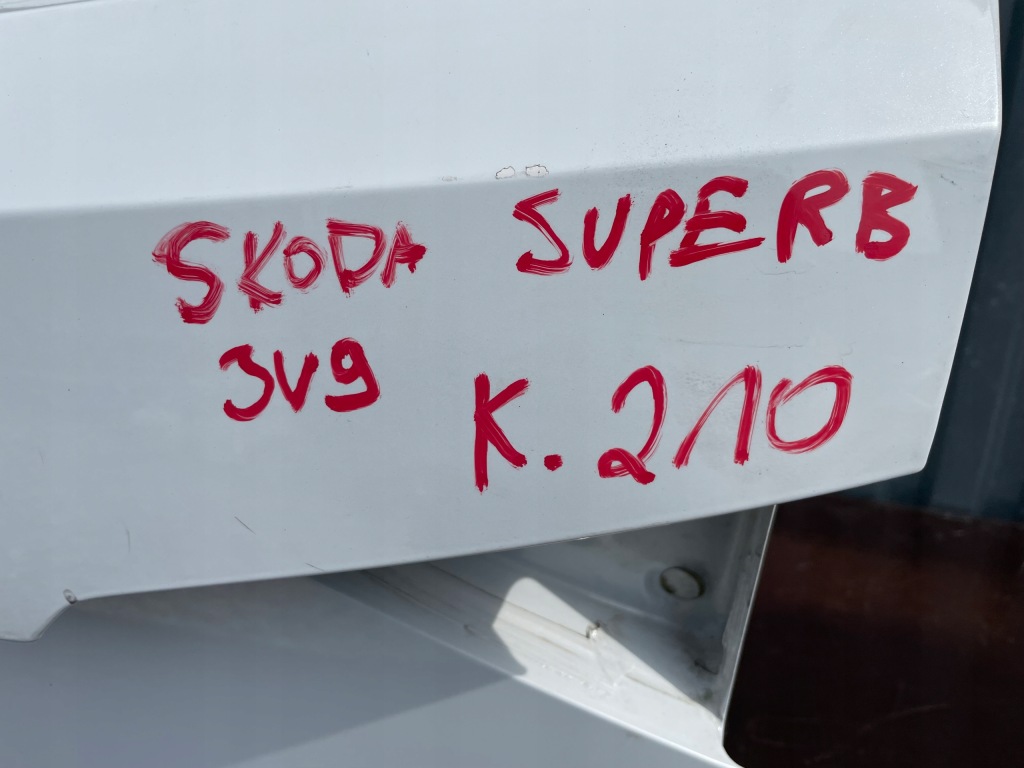 SKODA SUPERB
3V9 K.210